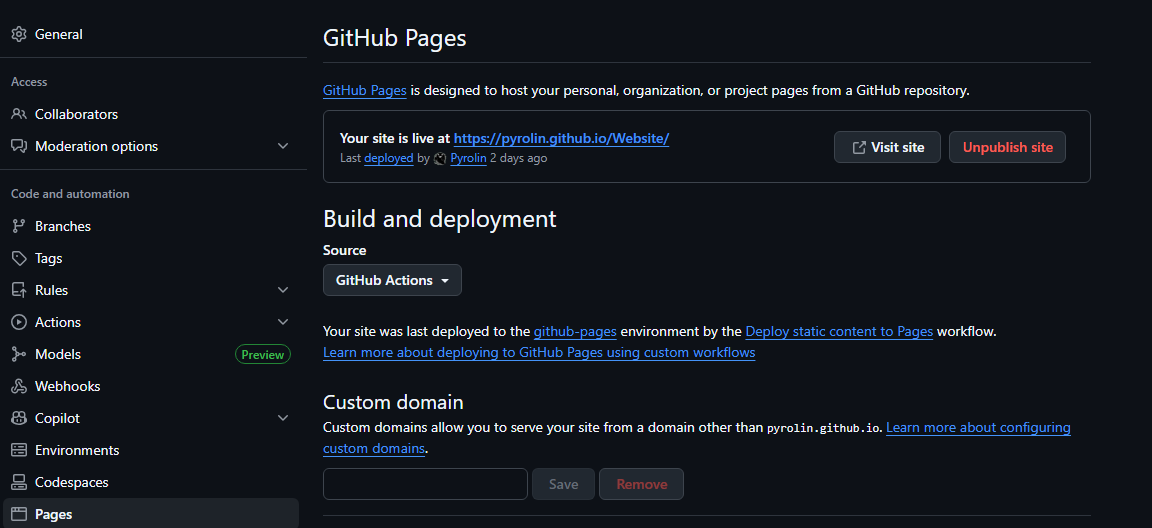 General
Access
Collaborators
Moderation options
Code and automation
Branches
Tags
Rules
Actions
Models Preview
Webhooks
Copilot
Environments
Codespaces
Pages
GitHub Pages
GitHub Pages is designed to host your personal, organization, or project pages from a GitHub repository.
Your site is live at https://pyrolin.github.io/Website/
Last deployed by Pyrolin 2 days ago
Visit site
Unpublish site
Build and deployment
Source
GitHub Actions
Your site was last deployed to the github-pages environment by the Deploy static content to Pages workflow.
Learn more about deploying to GitHub Pages using custom workflows
Custom domain
Custom domains allow you to serve your site from a domain other than pyrolin.github.io. Learn more about configuring
custom domains.
Save
Remove